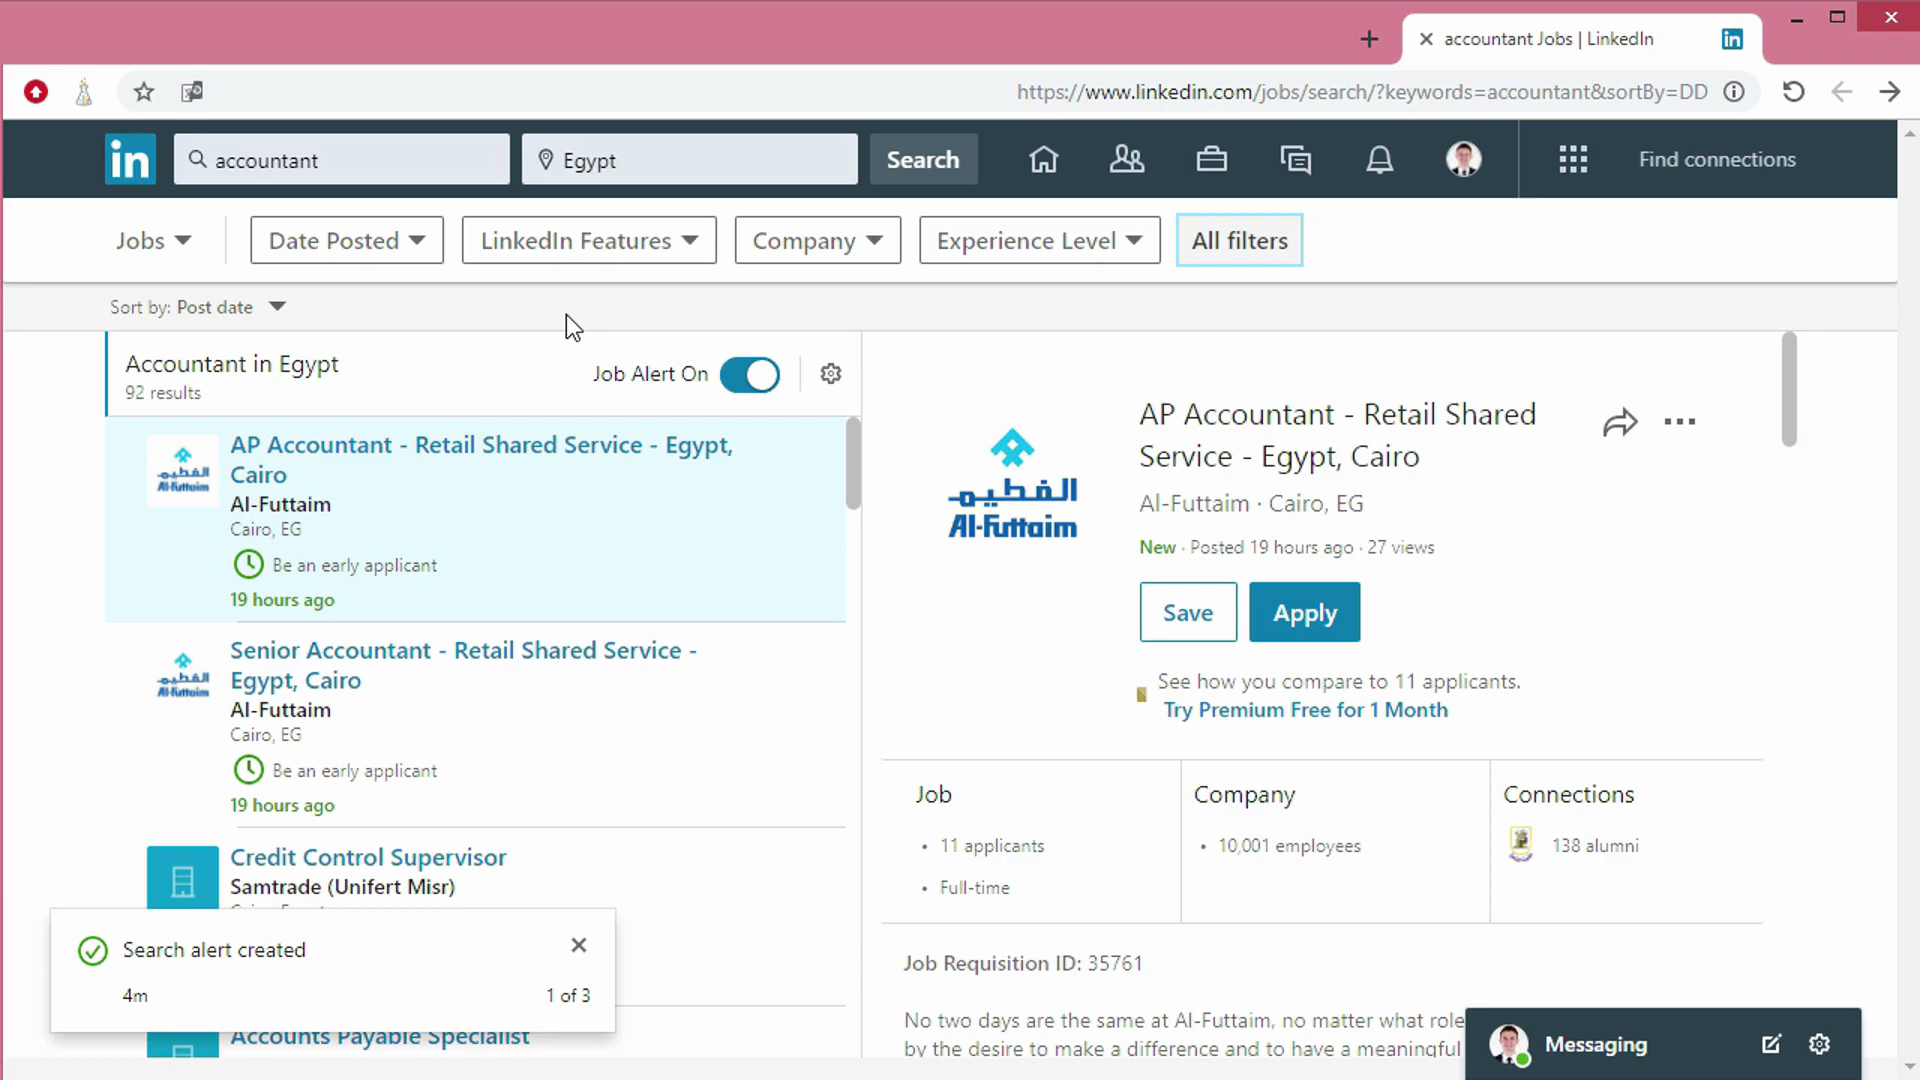 accountant Jobs | LinkedIn
https://www.linkedin.com/jobs/search/?keywords=accountant&sortBy=DD
in accountant Egypt Search Find connections
Jobs Date Posted LinkedIn Features Company Experience Level All filters
Sort by: Post date
Accountant in Egypt
92 results
Job Alert On
AP Accountant - Retail Shared Service - Egypt,
Cairo
Al-Futtaim
Cairo, EG
Be an early applicant
19 hours ago
الفطيم
Al-Futtaim
Senior Accountant - Retail Shared Service -
Egypt, Cairo
Al-Futtaim
Cairo, EG
Be an early applicant
19 hours ago
الفطيم
Al-Futtaim
Credit Control Supervisor
Samtrade (Unifert Misr)
Search alert created
4m
1 of 3
Accounts Payable Specialist
الفطيم
Al-Futtaim
AP Accountant - Retail Shared
Service - Egypt, Cairo
Al-Futtaim · Cairo, EG
New · Posted 19 hours ago · 27 views
Save Apply
See how you compare to 11 applicants.
Try Premium Free for 1 Month
Job
• 11 applicants
• Full-time
Company
• 10,001 employees
Connections
138 alumni
Job Requisition ID: 35761
No two days are the same at Al-Futtaim, no matter what role
by the desire to make a difference and to have a meaningful
Messaging